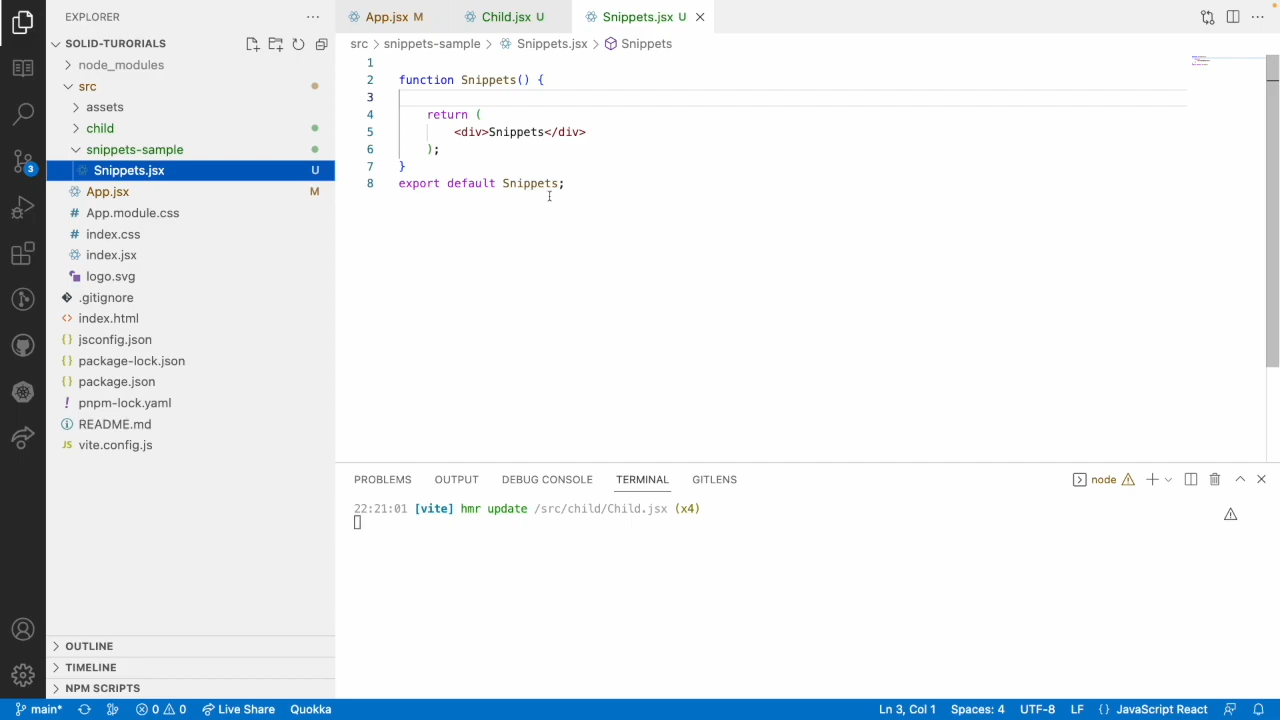 EXPLORER
SOLID-TURORIALS
node_modules
src
assets
child
snippets-sample
Snippets.jsx U
App.jsx M
# App.module.css
# index.css
index.jsx
logo.svg
.gitignore
<> index.html
{} jsconfig.json
{} package-lock.json
{} package.json
! pnpm-lock.yaml
README.md
JS vite.config.js
OUTLINE
TIMELINE
NPM SCRIPTS
3
App.jsx M Child.jsx U Snippets.jsx U
src > snippets-sample > Snippets.jsx > Snippets
1
2 function Snippets() {
3
4 return (
5 <div>Snippets</div>
6 );
7 }
8 export default Snippets;
PROBLEMS OUTPUT DEBUG CONSOLE TERMINAL GITLENS
node
22:21:01 [vite] hmr update /src/child/Child.jsx (x4)
main* 0 0 Live Share Quokka Ln 3, Col 1 Spaces: 4 UTF-8 LF {} JavaScript React